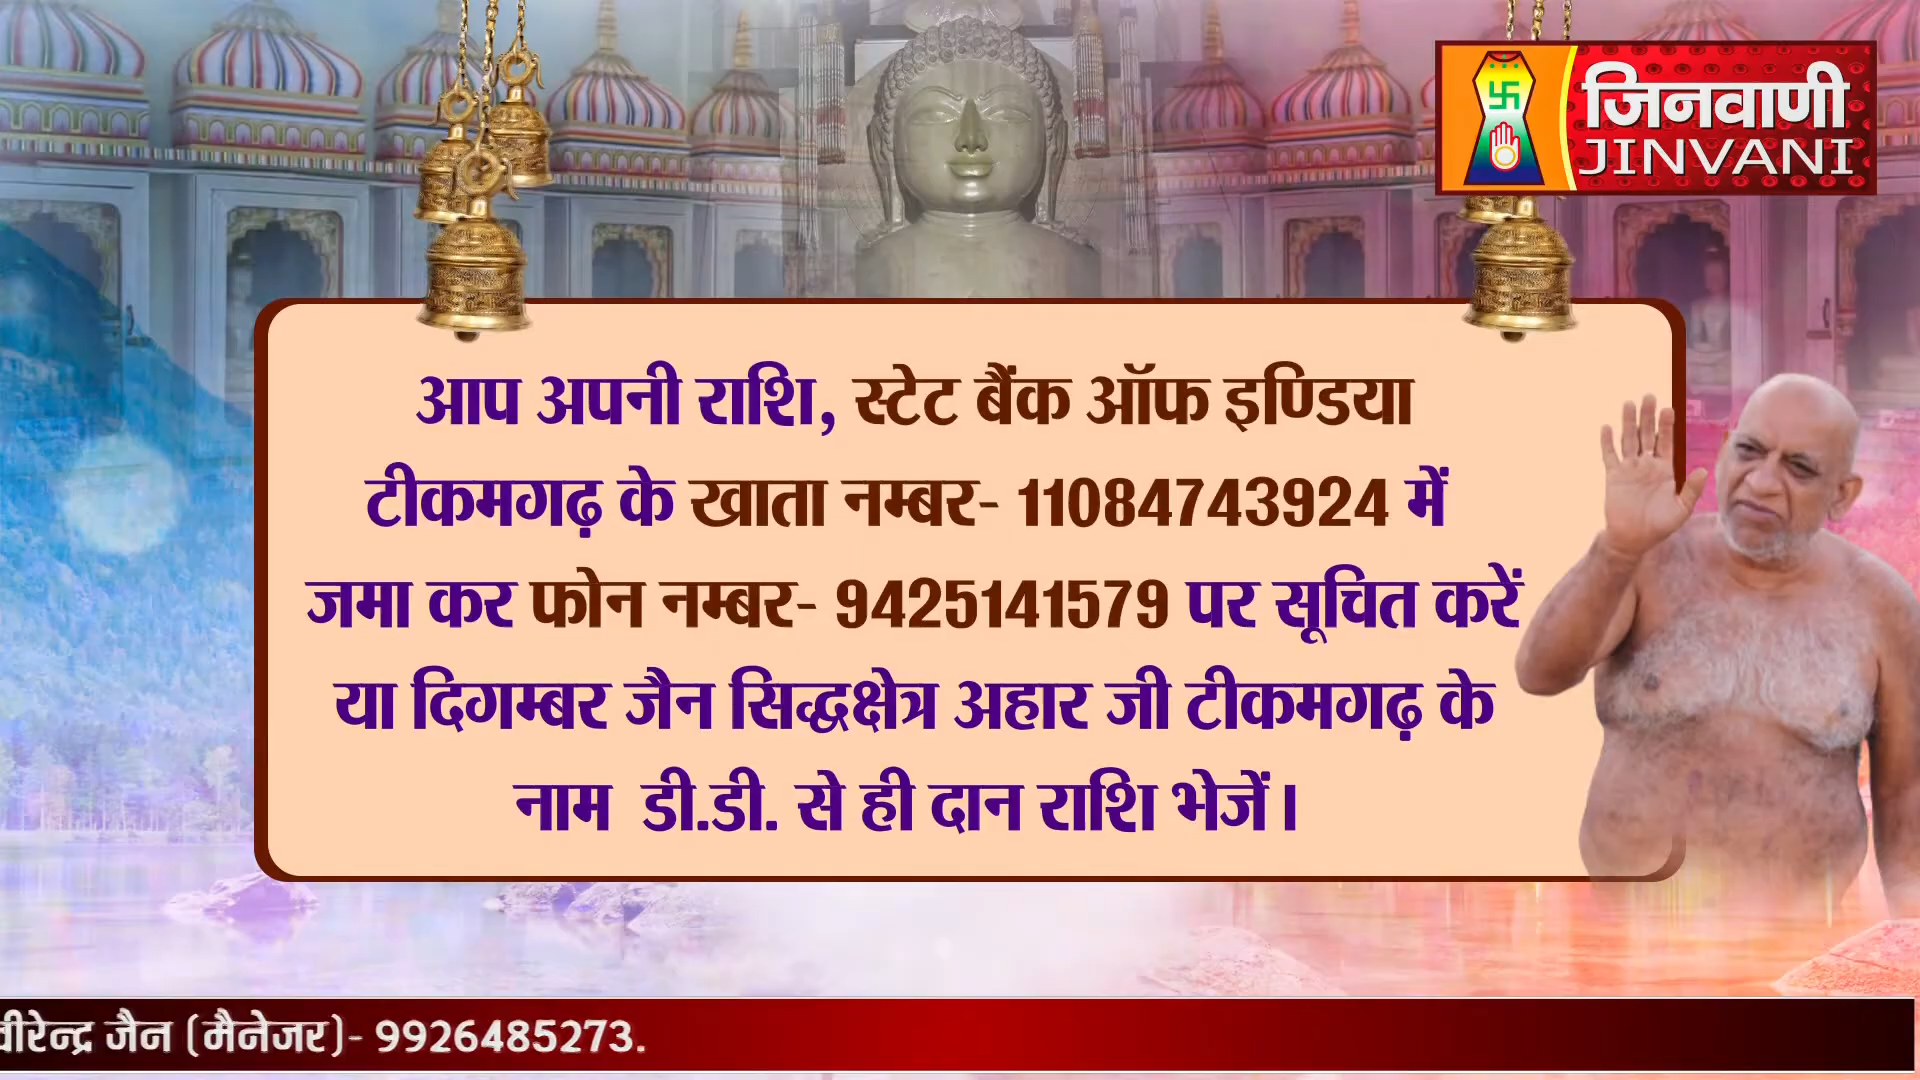 जिनवाणी
JINVANI
आप अपनी राशि, स्टेट बैंक ऑफ इण्डिया
टीकमगढ़ के खाता नम्बर- 11084743924 में
जमा कर फोन नम्बर- 9425141579 पर सूचित करें
या दिगम्बर जैन सिद्धक्षेत्र अहार जी टीकमगढ़ के
नाम डी.डी. से ही दान राशि भेजें।
वीरेन्द्र जैन (मैनेजर)- 9926485273.